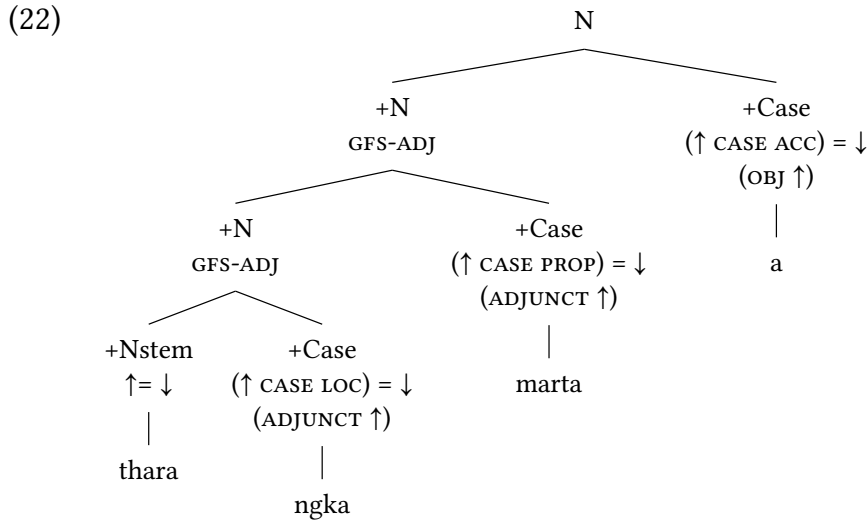 (22) N
+N +Case
GFS-ADJ (↑ CASE ACC) = ↓
(OBJ ↑)
+N +Case a
GFS-ADJ (↑ CASE PROP) = ↓
(ADJUNCT ↑)
+Nstem +Case
↑= ↓ (↑ CASE LOC) = ↓ marta
(ADJUNCT ↑)
thara
ngka